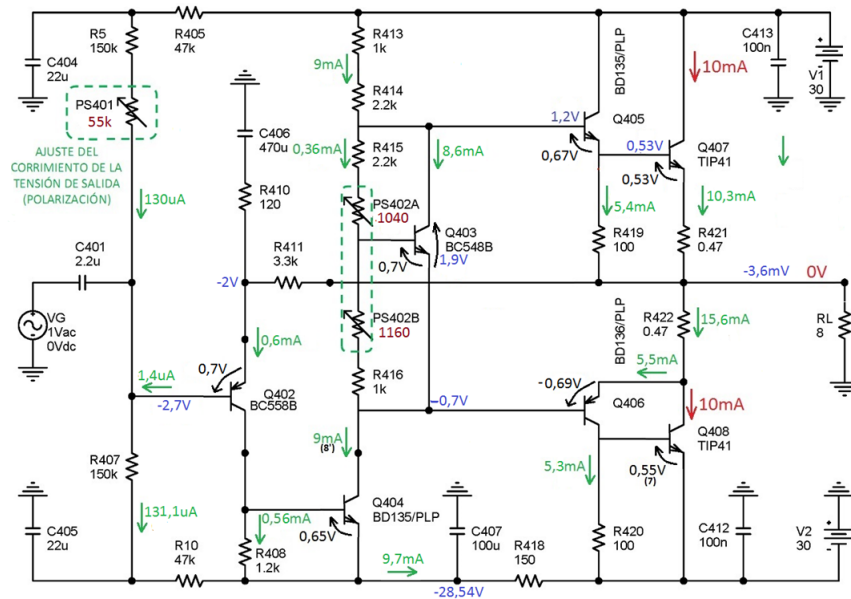 R5
150k
R405
47k
C404
22u
PS401
55k
AJUSTE DEL
CORRIMIENTO DE LA
TENSIÓN DE SALIDA
(POLARIZACIÓN)
130uA
C401
2.2u
VG
1Vac
0Vdc
1,4uA
-2,7V
R407
150k
131,1uA
C405
22u
R10
47k
C406
470u
R410
120
R411
3.3k
-2V
0,6mA
0,7V
Q402
BC558B
0,56mA
R408
1.2k
R413
1k
9mA
R414
2.2k
0,36mA
R415
2.2k
8,6mA
PS402A
1040
Q403
BC548B
0,7V
1,9V
PS402B
1160
R416
1k
-0,7V
9mA
(8')
Q404
BD135/PLP
0,65V
9,7mA
C407
100u
-28,54V
R418
150
BD135/PLP
1,2V
Q405
0,67V
0,53V
Q407
TIP41
0,53V
10mA
5,4mA
10,3mA
R419
100
R421
0.47
-3,6mV
0V
BD136/PLP
R422
0.47
15,6mA
5,5mA
-0,69V
Q406
10mA
Q408
TIP41
0,55V
(7)
5,3mA
R420
100
C412
100n
C413
100n
V1
30
RL
8
V2
30